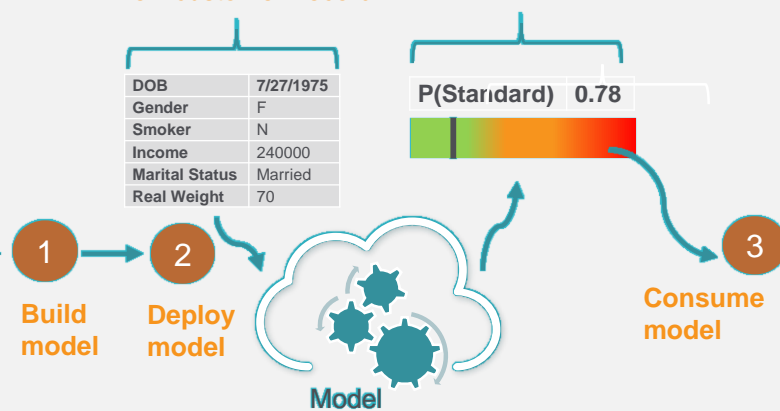 DOB 7/27/1975
Gender F
Smoker N
Income 240000
Marital Status Married
Real Weight 70
P(Standard) 0.78
1
2
3
Build
model
Deploy
model
Consume
model
Model